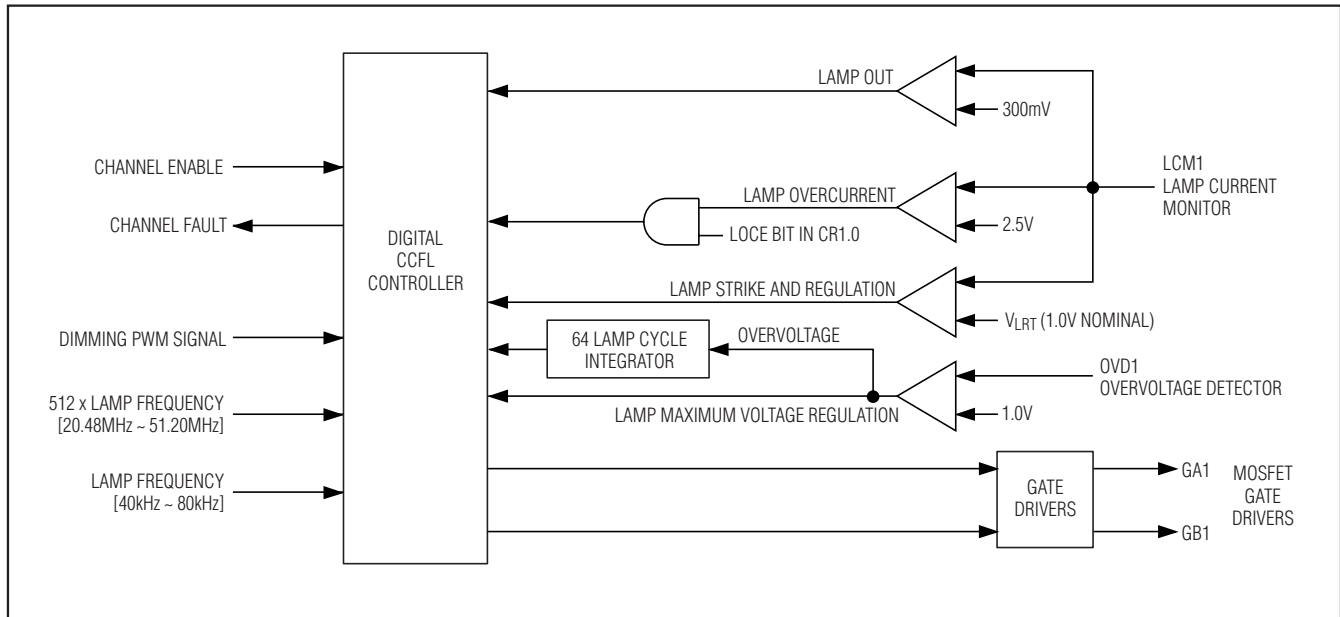 LAMP OUT
300mV
CHANNEL ENABLE
LCM1
LAMP CURRENT
MONITOR
LAMP OVERCURRENT
CHANNEL FAULT
2.5V
LOCE BIT IN CR1.0
DIGITAL
CCFL
CONTROLLER
LAMP STRIKE AND REGULATION
VLRT (1.0V NOMINAL)
DIMMING PWM SIGNAL
64 LAMP CYCLE
INTEGRATOR
OVERVOLTAGE
OVD1
OVERVOLTAGE DETECTOR
512 x LAMP FREQUENCY
[20.48MHz ~ 51.20MHz]
LAMP MAXIMUM VOLTAGE REGULATION
1.0V
LAMP FREQUENCY
[40kHz ~ 80kHz]
GATE
DRIVERS
GA1
GB1
MOSFET
GATE
DRIVERS